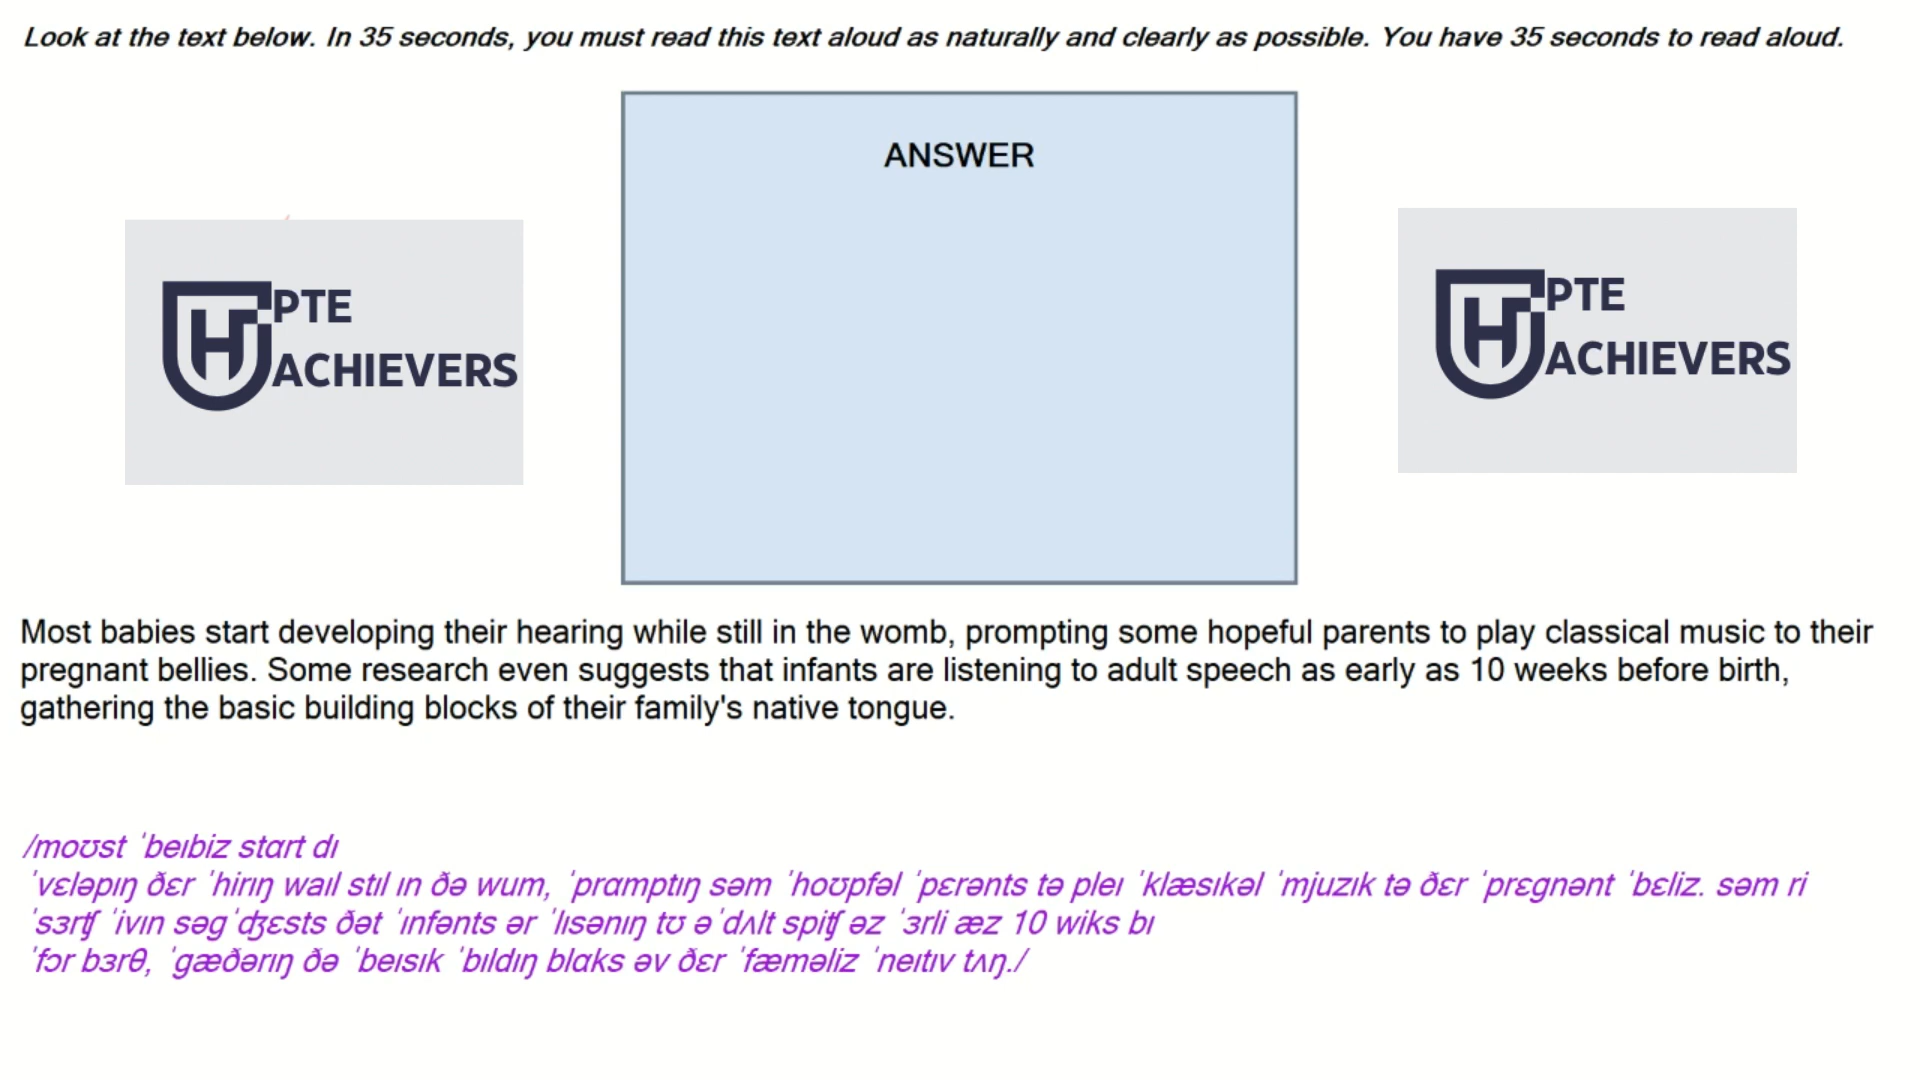 Look at the text below. In 35 seconds, you must read this text aloud as naturally and clearly as possible. You have 35 seconds to read aloud.
ANSWER
PTE
ACHIEVERS
PTE
ACHIEVERS
Most babies start developing their hearing while still in the womb, prompting some hopeful parents to play classical music to their
pregnant bellies. Some research even suggests that infants are listening to adult speech as early as 10 weeks before birth,
gathering the basic building blocks of their family's native tongue.
/moʊst ˈbeɪbiz stɑrt dɪ
ˈvɛləpɪŋ ðɛr ˈhirɪŋ waɪl stɪl ɪn ðə wum, ˈprɑmptɪŋ səm ˈhoʊpfəl ˈpɛrənts tə pleɪ ˈklæsɪkəl ˈmjuzɪk tə ðɛr ˈprɛgnənt ˈbɛliz. səm ri
ˈsɜrʧ ˈivɪn səgˈʤɛsts ðət ˈɪnfənts ər ˈlɪsənɪŋ tʊ əˈdʌlt spiʧ əz ˈɜrli æz 10 wiks bɪ
ˈfɔr bɜrθ, ˈgæðərɪŋ ðə ˈbeɪsɪk ˈbɪldɪŋ blɑks əv ðɛr ˈfæməliz ˈneɪtɪv tʌŋ./